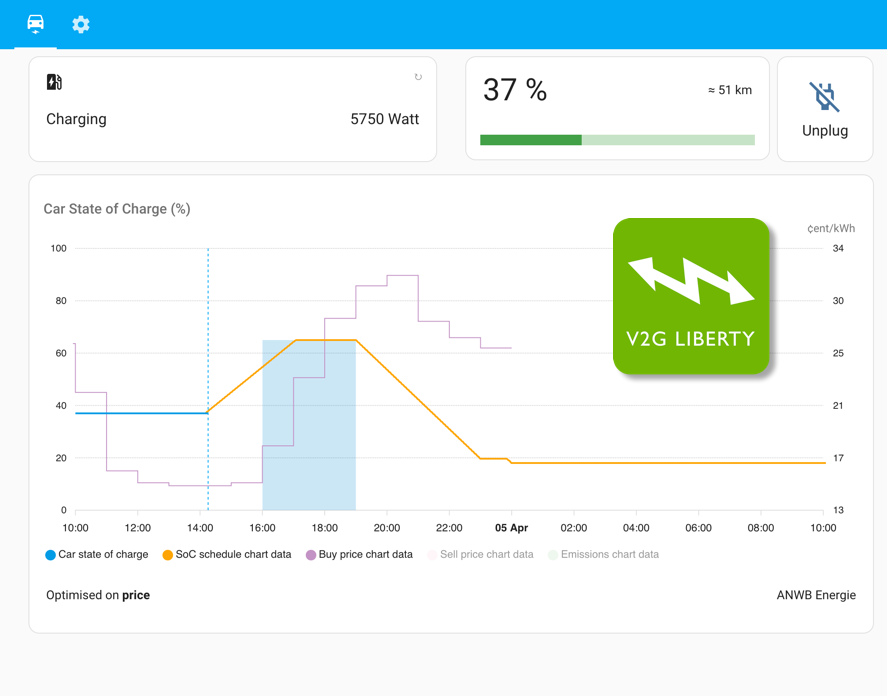 Charging 5750 Watt
37 % ≈ 51 km
Unplug
Car State of Charge (%)
¢ent/kWh
100 34
80 30
60 25
40 21
20 17
0 13
10:00 12:00 14:00 16:00 18:00 20:00 22:00 05 Apr 02:00 04:00 06:00 08:00 10:00
V2G LIBERTY
Car state of charge SoC schedule chart data Buy price chart data Sell price chart data Emissions chart data
Optimised on price ANWB Energie